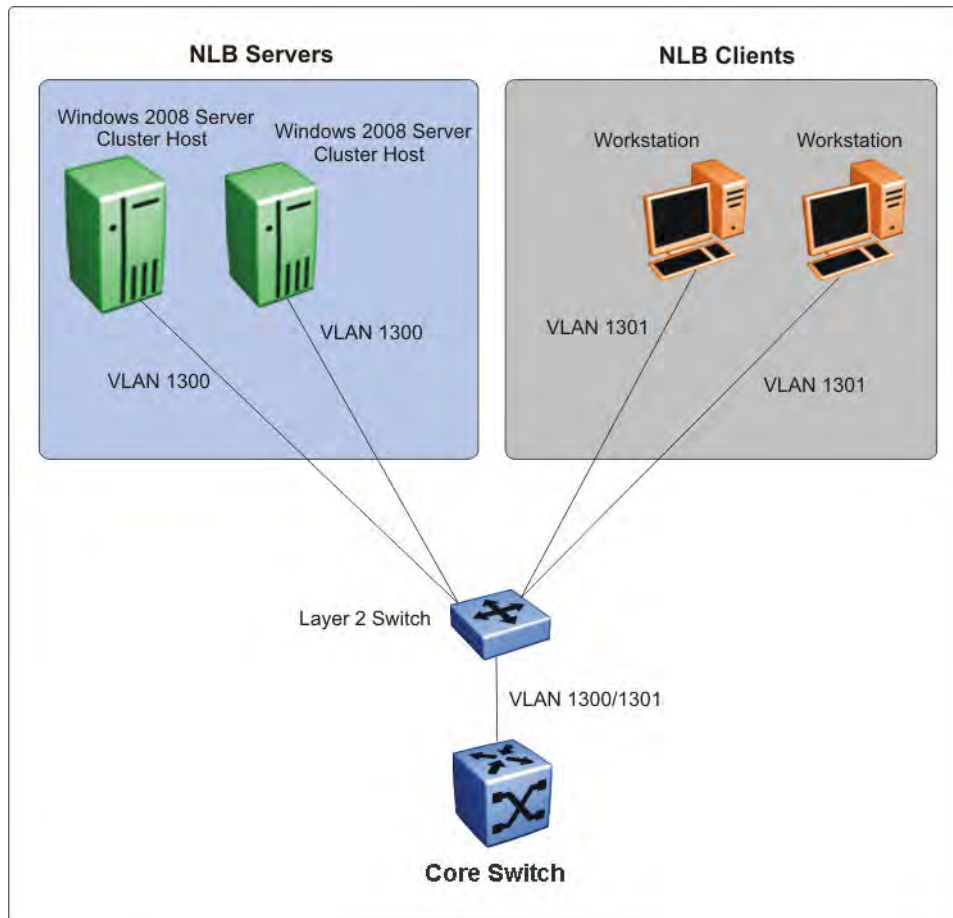 NLB Servers
NLB Clients
Windows 2008 Server
Cluster Host
Windows 2008 Server
Cluster Host
Workstation
Workstation
VLAN 1300
VLAN 1300
VLAN 1301
VLAN 1301
Layer 2 Switch
VLAN 1300/1301
Core Switch